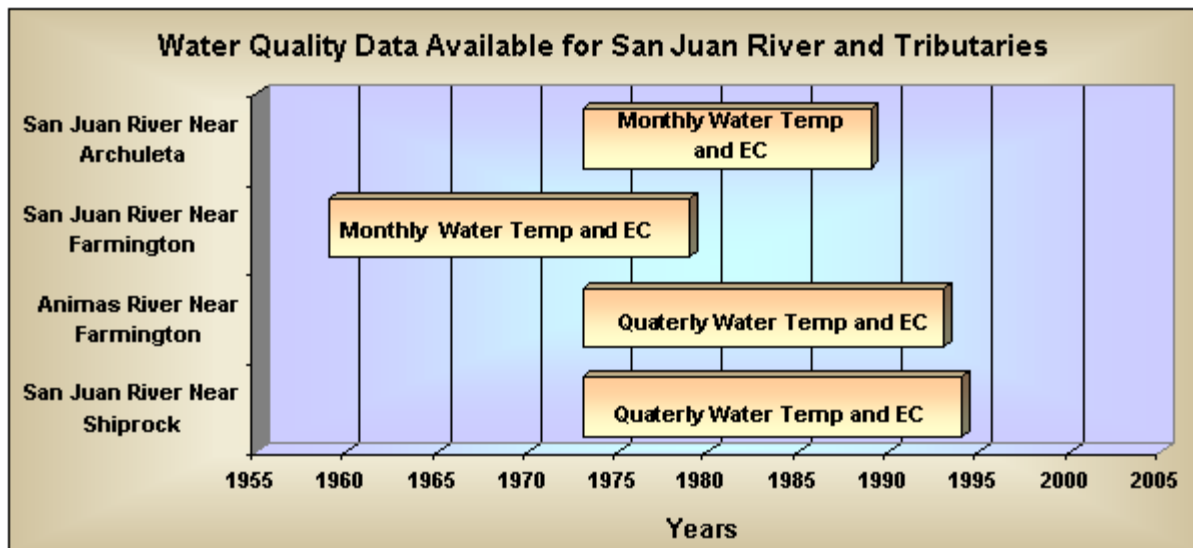 Water Quality Data Available for San Juan River and Tributaries
San Juan River Near
Archuleta
Monthly Water Temp
and EC
San Juan River Near
Farmington
Monthly Water Temp and EC
Animas River Near
Farmington
Quaterly Water Temp and EC
San Juan River Near
Shiprock
Quaterly Water Temp and EC
1955 1960 1965 1970 1975 1980 1985 1990 1995 2000 2005
Years